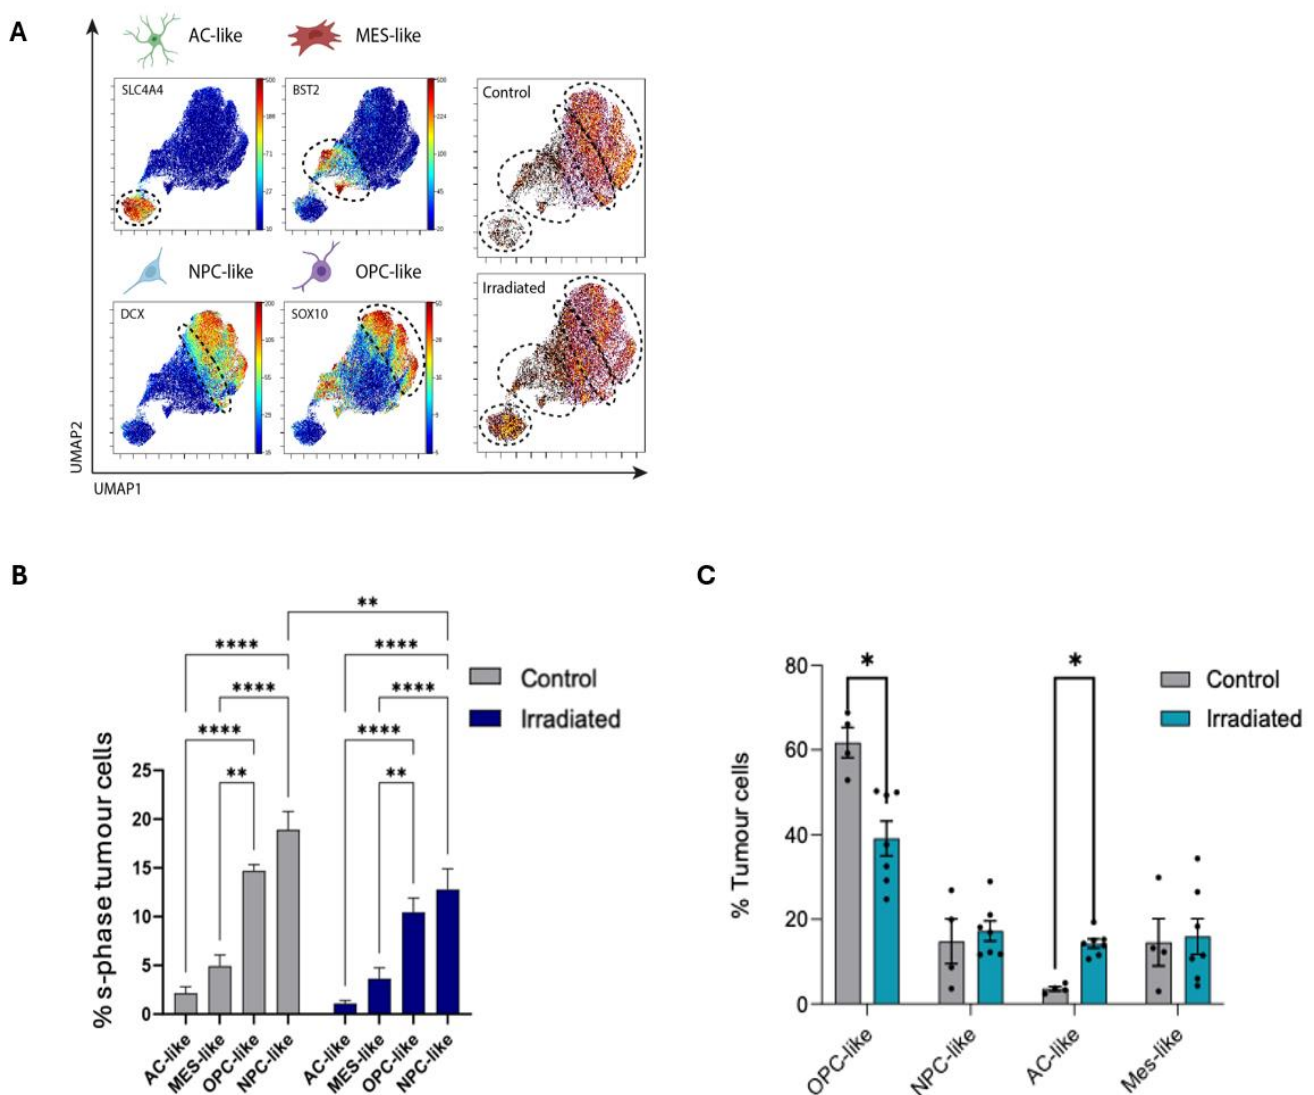 A
AC-like
MES-like
SLC4A4
BST2
Control
NPC-like
OPC-like
Irradiated
DCX
SOX10
UMAP2
UMAP1
B
**
****
****
****
****
****
****
**
**
Control
Irradiated
% s-phase tumour cells
25
20
15
10
5
0
AC-like
MES-like
OPC-like
NPC-like
AC-like
MES-like
OPC-like
NPC-like
C
*
*
Control
Irradiated
% Tumour cells
80
60
40
20
0
OPC-like
NPC-like
AC-like
Mes-like